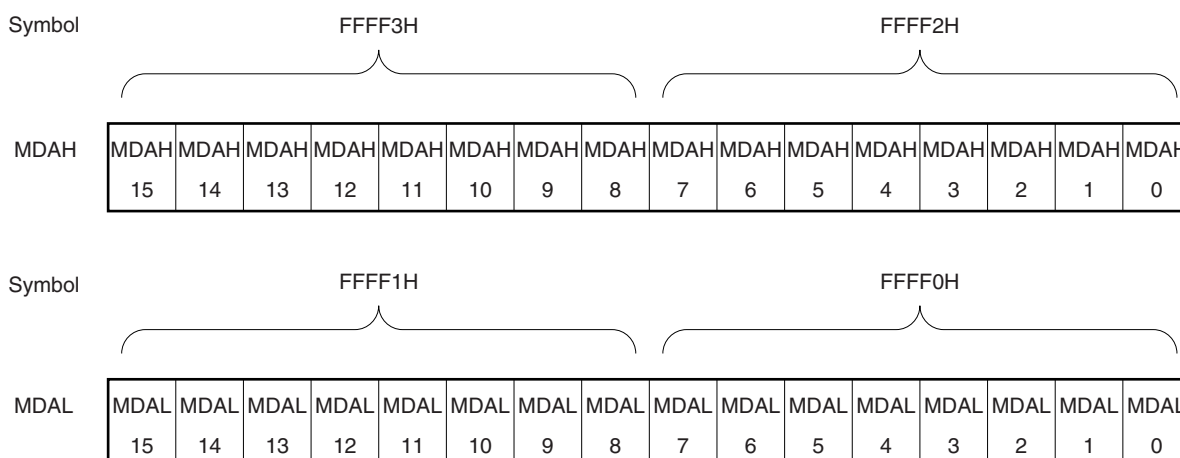 Symbol FFFF3H FFFF2H
MDAH MDAH MDAH MDAH MDAH MDAH MDAH MDAH MDAH MDAH MDAH MDAH MDAH MDAH MDAH MDAH MDAH
15 14 13 12 11 10 9 8 7 6 5 4 3 2 1 0
Symbol FFFF1H FFFF0H
MDAL MDAL MDAL MDAL MDAL MDAL MDAL MDAL MDAL MDAL MDAL MDAL MDAL MDAL MDAL MDAL MDAL
15 14 13 12 11 10 9 8 7 6 5 4 3 2 1 0